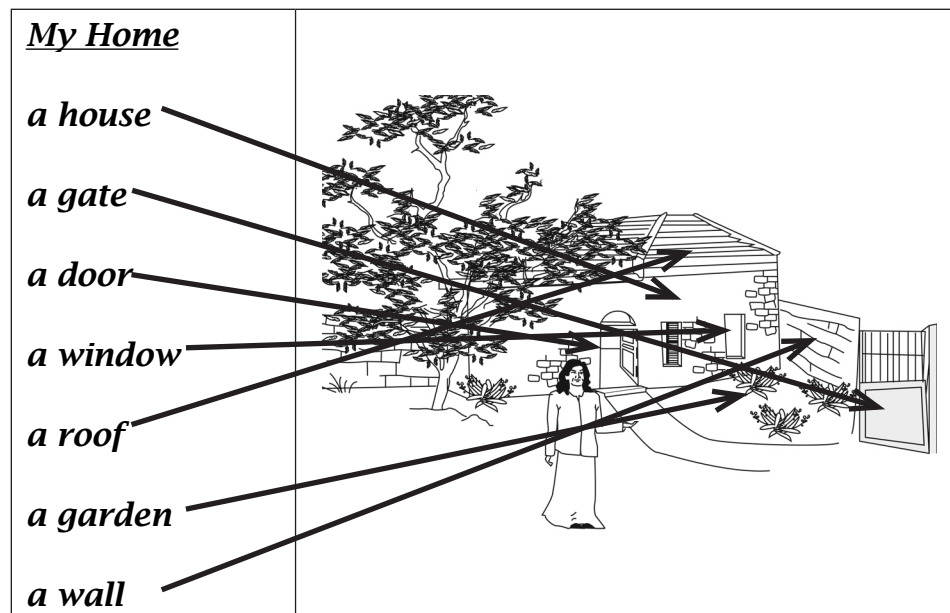 My Home
a house
a gate
a door
a window
a roof
a garden
a wall